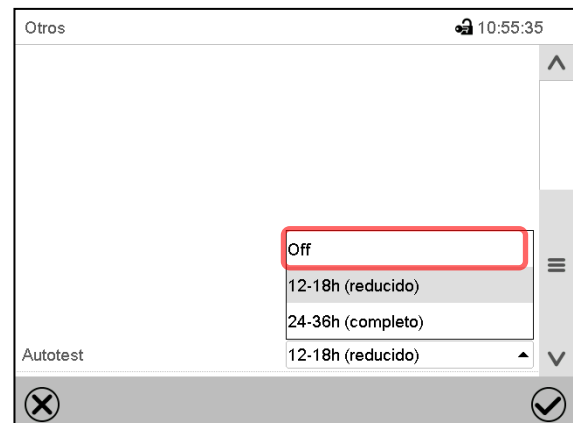 Otros 10:55:35
Off
12-18h (reducido)
24-36h (completo)
Autotest 12-18h (reducido)